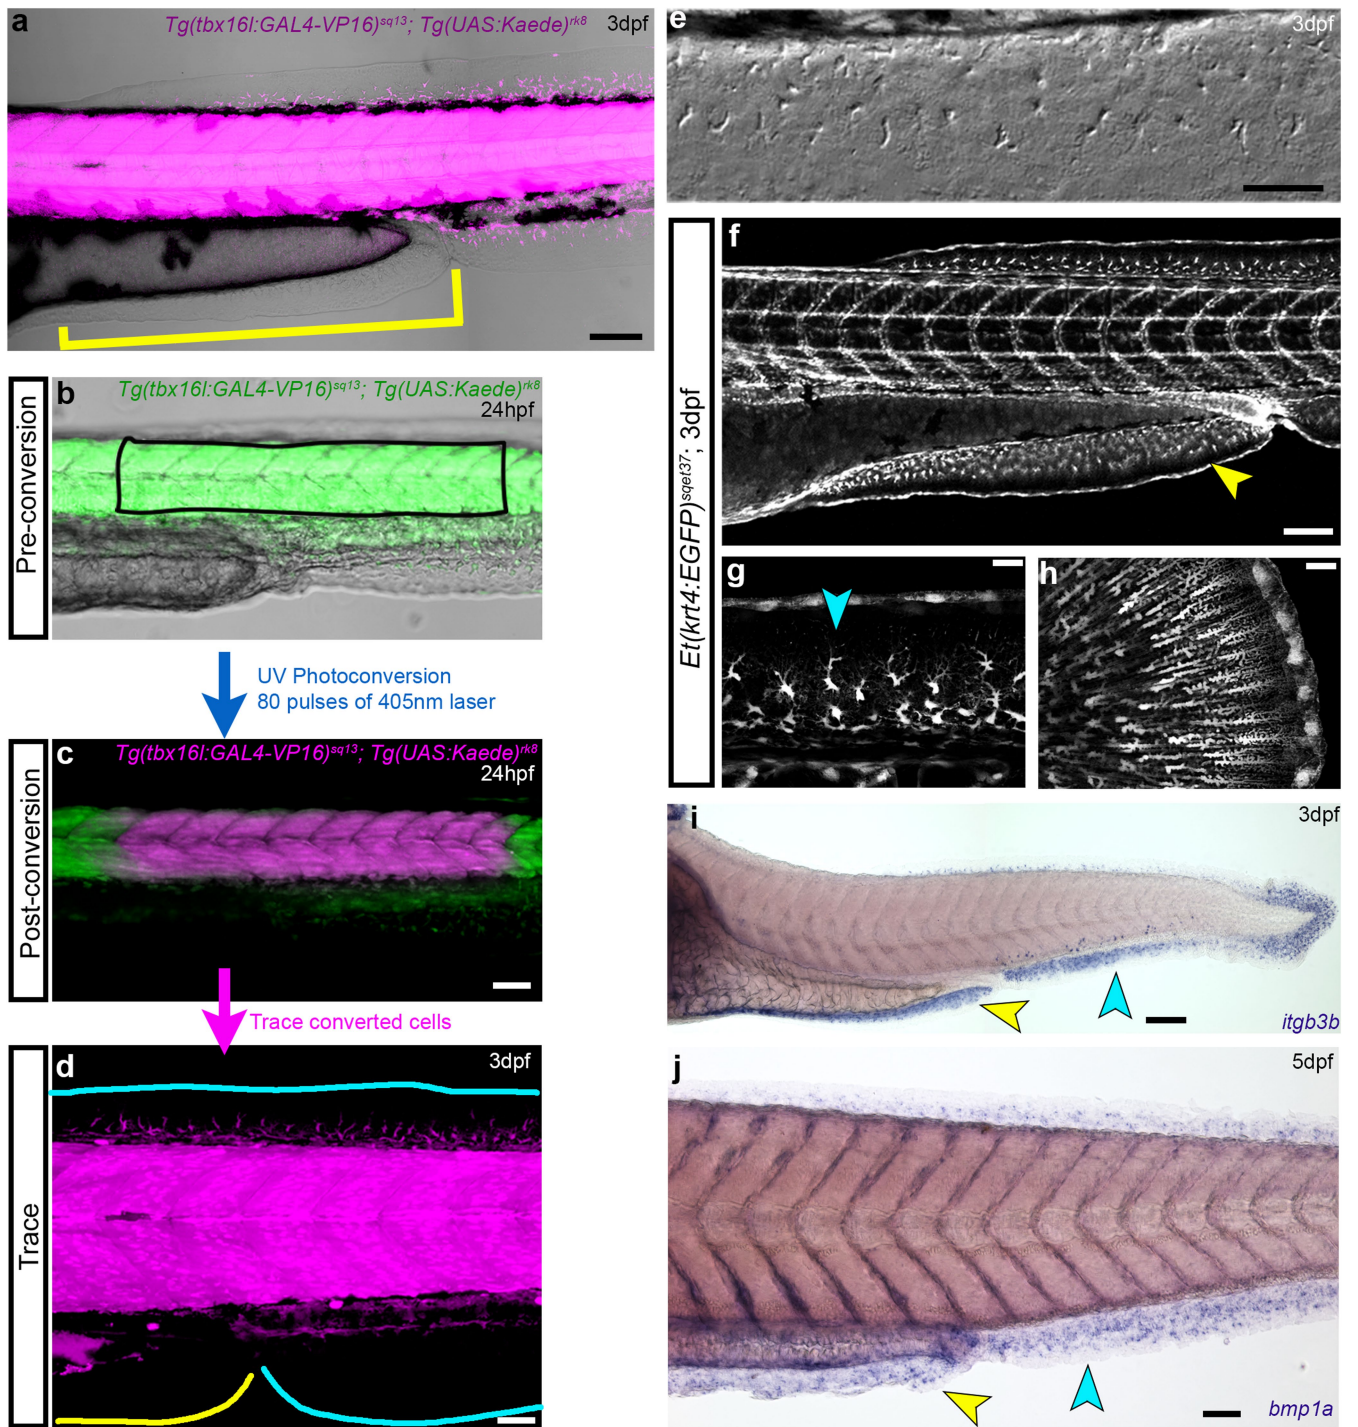 a
Tg(tbx16l:GAL4-VP16)sq13; Tg(UAS:Kaede)rk8
3dpf
Pre-conversion
b
Tg(tbx16l:GAL4-VP16)sq13; Tg(UAS:Kaede)rk8
24hpf
UV Photoconversion
80 pulses of 405nm laser
Post-conversion
c
Tg(tbx16l:GAL4-VP16)sq13; Tg(UAS:Kaede)rk8
24hpf
Trace converted cells
Trace
d
3dpf
e
3dpf
Et(krt4:EGFP)sqet37; 3dpf
f
g
h
i
3dpf
itgb3b
j
5dpf
bmp1a